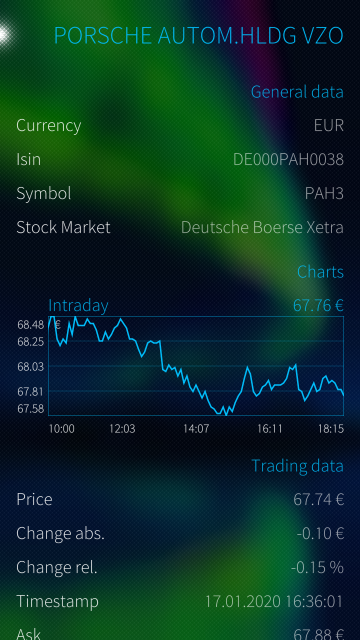 PORSCHE AUTOM.HLDG VZO
General data
Currency EUR
Isin DE000PAH0038
Symbol PAH3
Stock Market Deutsche Boerse Xetra
Charts
Intraday 67.76 €
68.48 €
68.25
68.03
67.81
67.58
10:00 12:03 14:07 16:11 18:15
Trading data
Price 67.74 €
Change abs. -0.10 €
Change rel. -0.15 %
Timestamp 17.01.2020 16:36:01
Ask 67.88 €